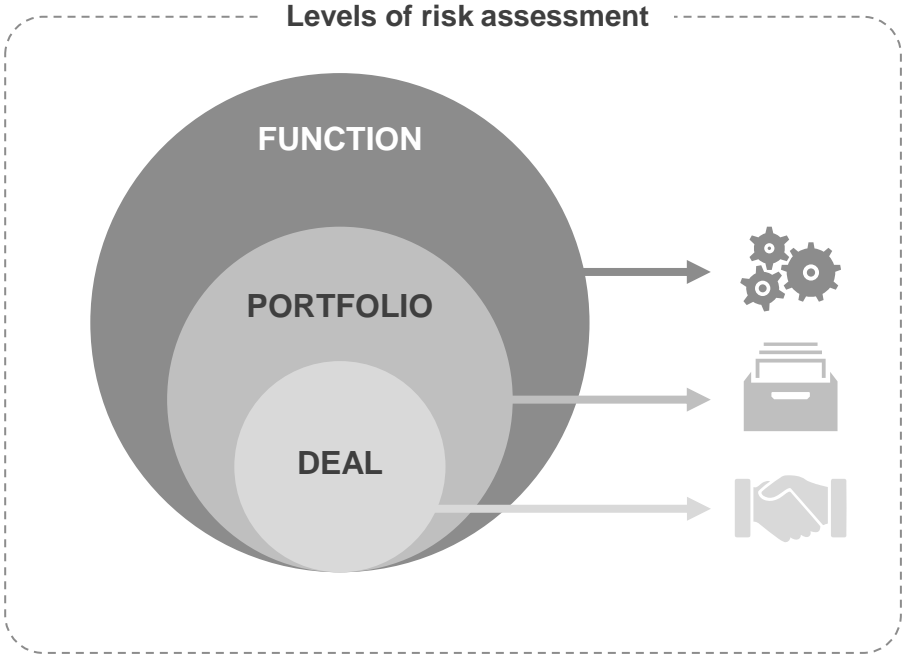 Levels of risk assessment
FUNCTION
PORTFOLIO
DEAL